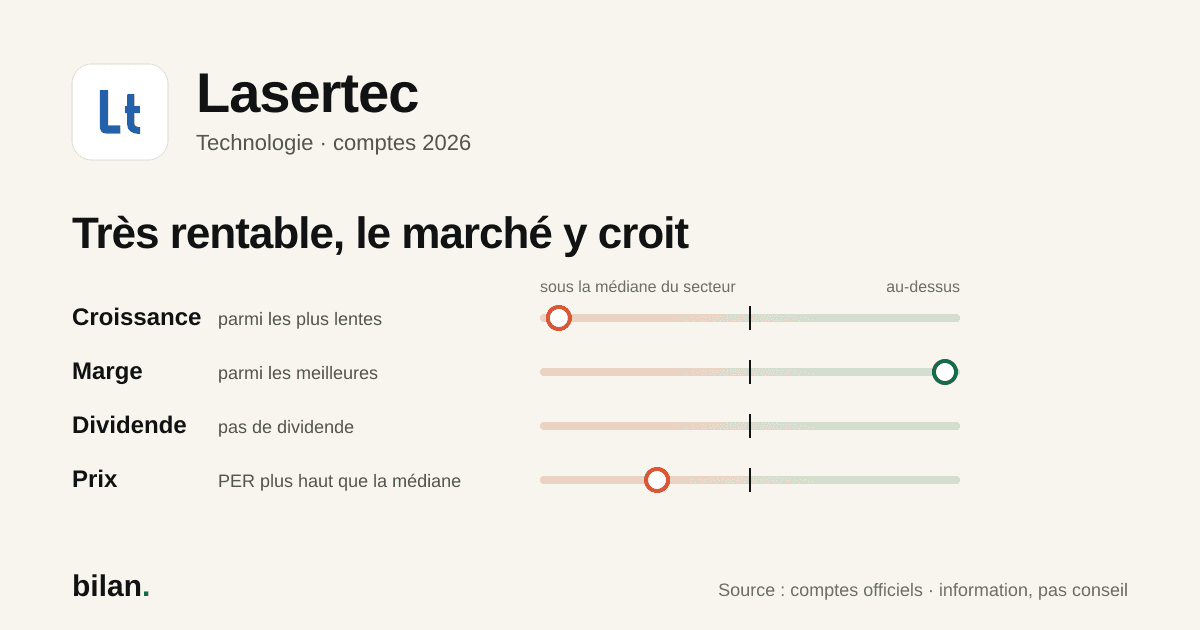 Lt
Lasertec
Technologie · comptes 2026
Très rentable, le marché y croit
sous la médiane du secteur au-dessus
Croissance parmi les plus lentes
Marge parmi les meilleures
Dividende pas de dividende
Prix PER plus haut que la médiane
bilan.
Source : comptes officiels · information, pas conseil